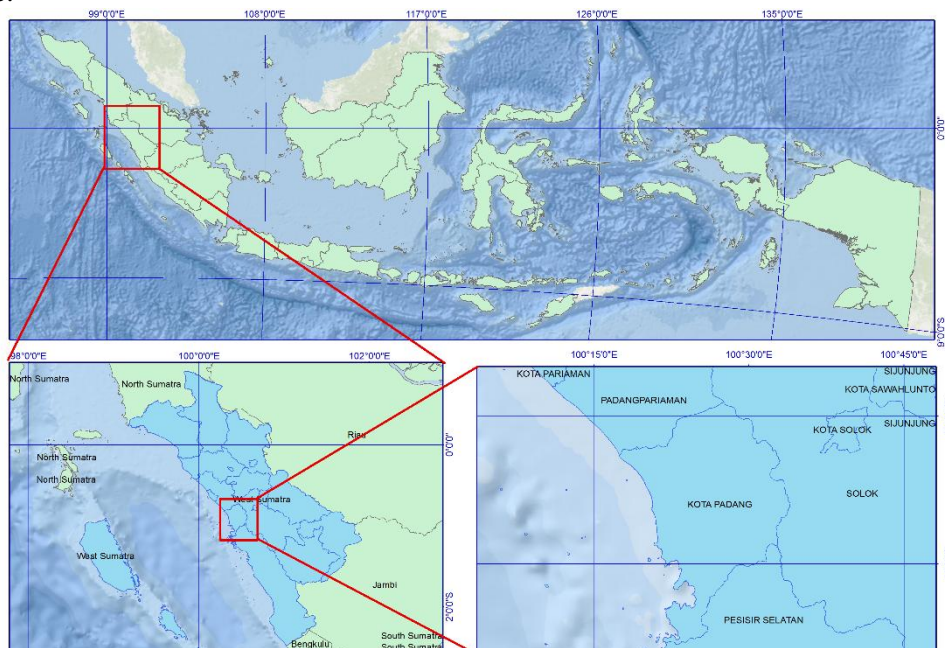 99°0'0"E 108°0'0"E 117°0'0"E 126°0'0"E 135°0'0"E
0°0'0"
9°0'0"S
98°0'0"E 100°0'0"E 102°0'0"E
North Sumatra
North Sumatra
Riau
0°0'0"
North Sumatra
North Sumatra
West Sumatra
West Sumatra
Jambi
2°0'0"S
Bengkulu
South Sumatra
South Sumatra
100°15'0"E 100°30'0"E 100°45'0"E
KOTA PARIAMAN
SIJUNJUNG
KOTA SAWAHLUNTO
PADANGPARIAMAN
SIJUNJUNG
KOTA SOLOK
SOLOK
KOTA PADANG
PESISIR SELATAN